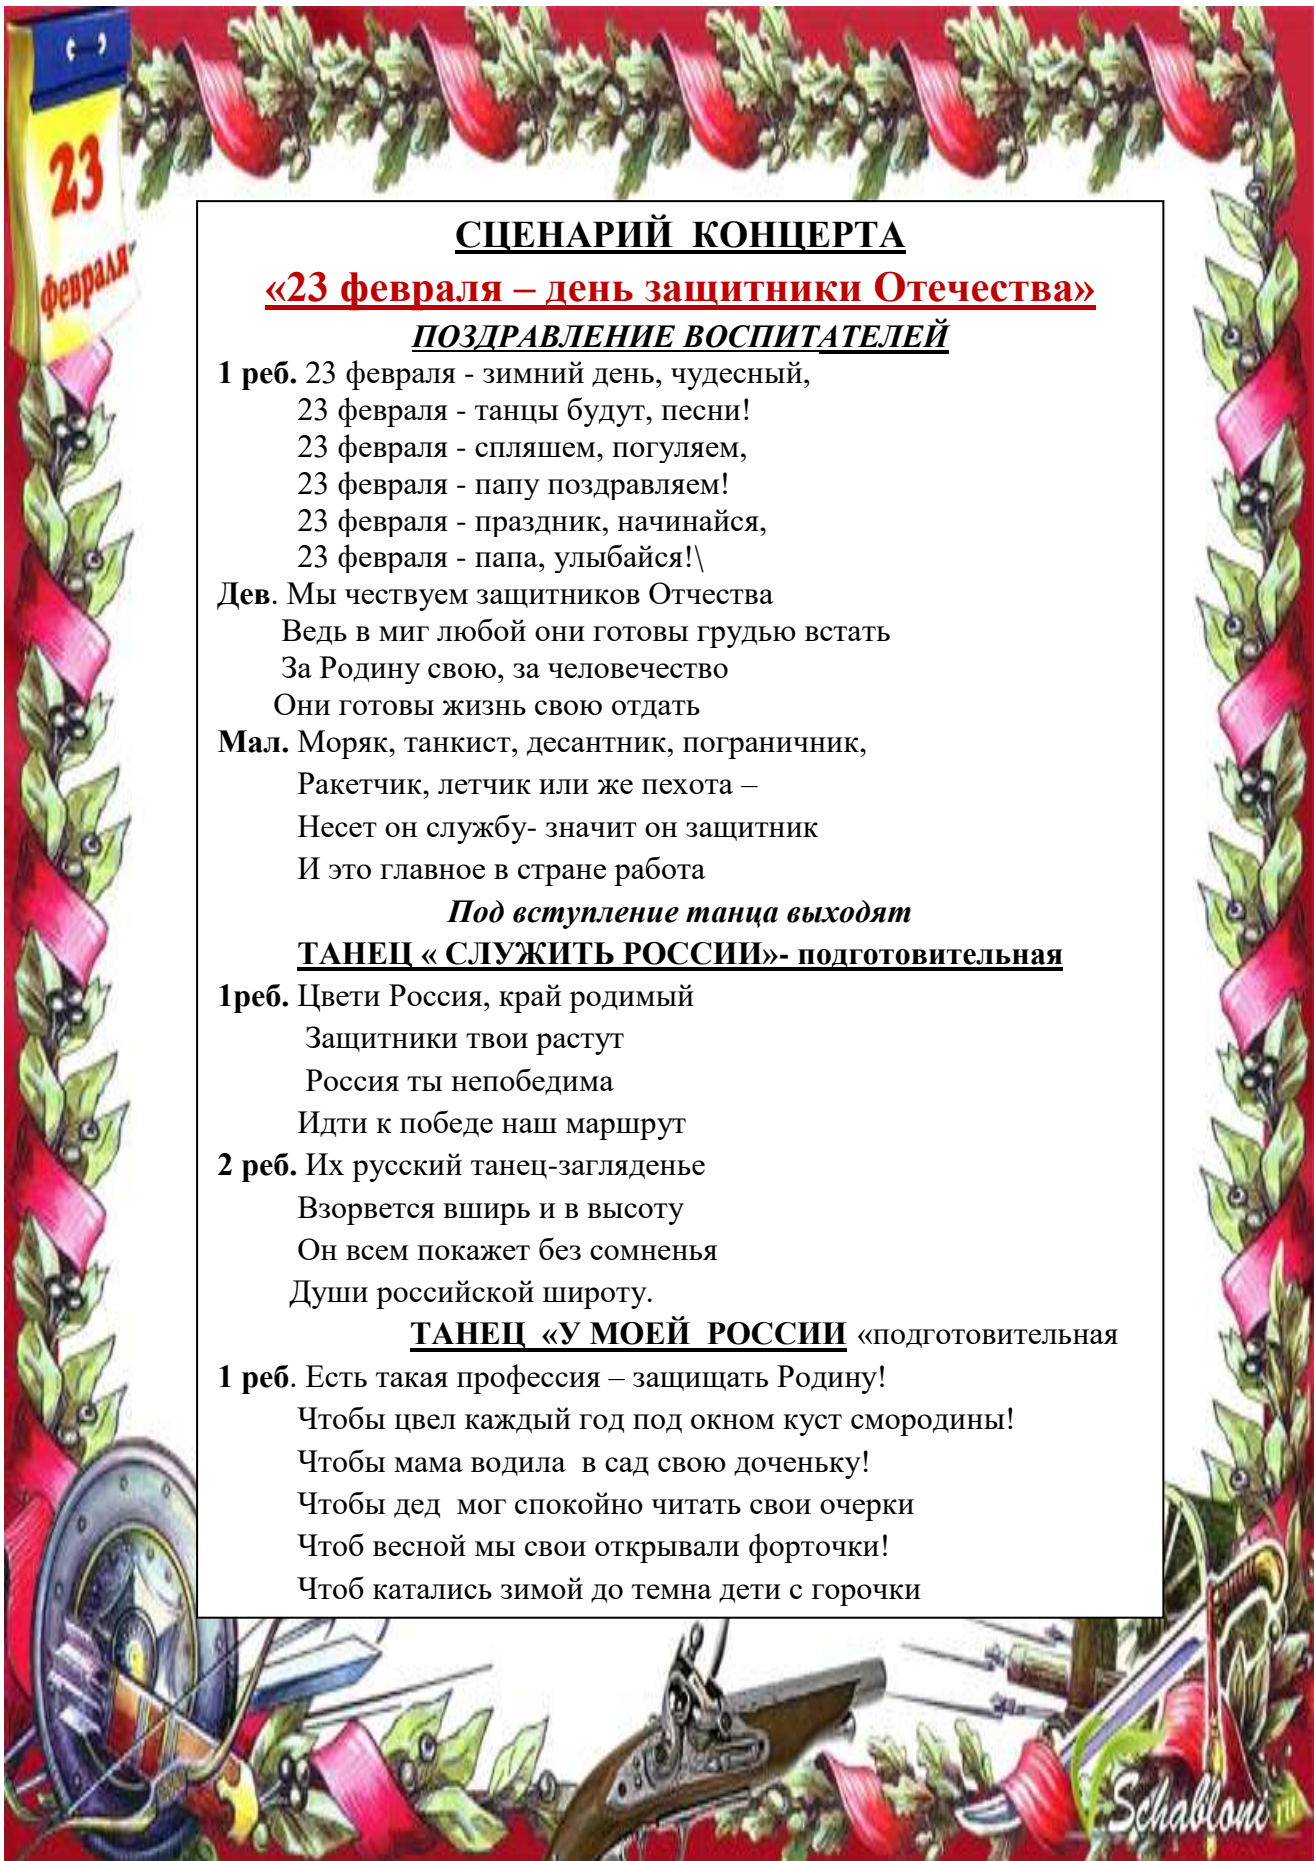 23
февраля
СЦЕНАРИЙ КОНЦЕРТА
«23 февраля – день защитники Отечества»
ПОЗДРАВЛЕНИЕ ВОСПИТАТЕЛЕЙ
1 реб. 23 февраля - зимний день, чудесный,
23 февраля - танцы будут, песни!
23 февраля - спляшем, погуляем,
23 февраля - папу поздравляем!
23 февраля - праздник, начинайся,
23 февраля - папа, улыбайся!\
Дев. Мы чествуем защитников Отчества
Ведь в миг любой они готовы грудью встать
За Родину свою, за человечество
Они готовы жизнь свою отдать
Мал. Моряк, танкист, десантник, пограничник,
Ракетчик, летчик или же пехота –
Несет он службу- значит он защитник
И это главное в стране работа
Под вступление танца выходят
ТАНЕЦ « СЛУЖИТЬ РОССИИ»- подготовительная
1реб. Цвети Россия, край родимый
Защитники твои растут
Россия ты непобедима
Идти к победе наш маршрут
2 реб. Их русский танец-загляденье
Взорвется вширь и в высоту
Он всем покажет без сомненья
Души российской широту.
ТАНЕЦ «У МОЕЙ РОССИИ «подготовительная
1 реб. Есть такая профессия – защищать Родину!
Чтобы цвел каждый год под окном куст смородины!
Чтобы мама водила в сад свою доченьку!
Чтобы дед мог спокойно читать свои очерки
Чтоб весной мы свои открывали форточки!
Чтоб катались зимой до темна дети с горочки
Schabloni ru